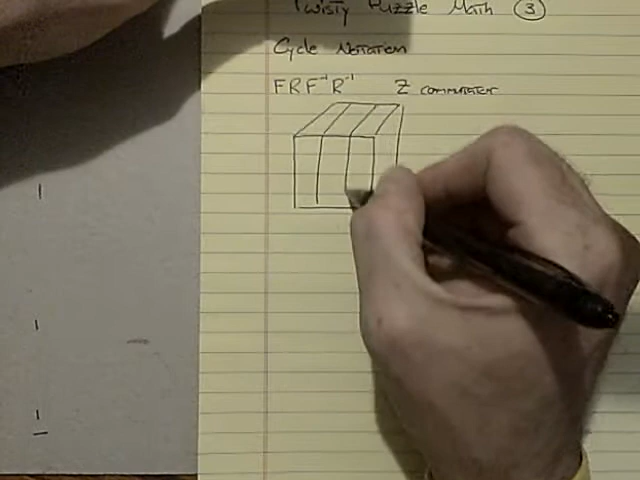 Twisty Puzzle Math ③
Cycle Notation
FRF⁻¹R⁻¹ Z commutator